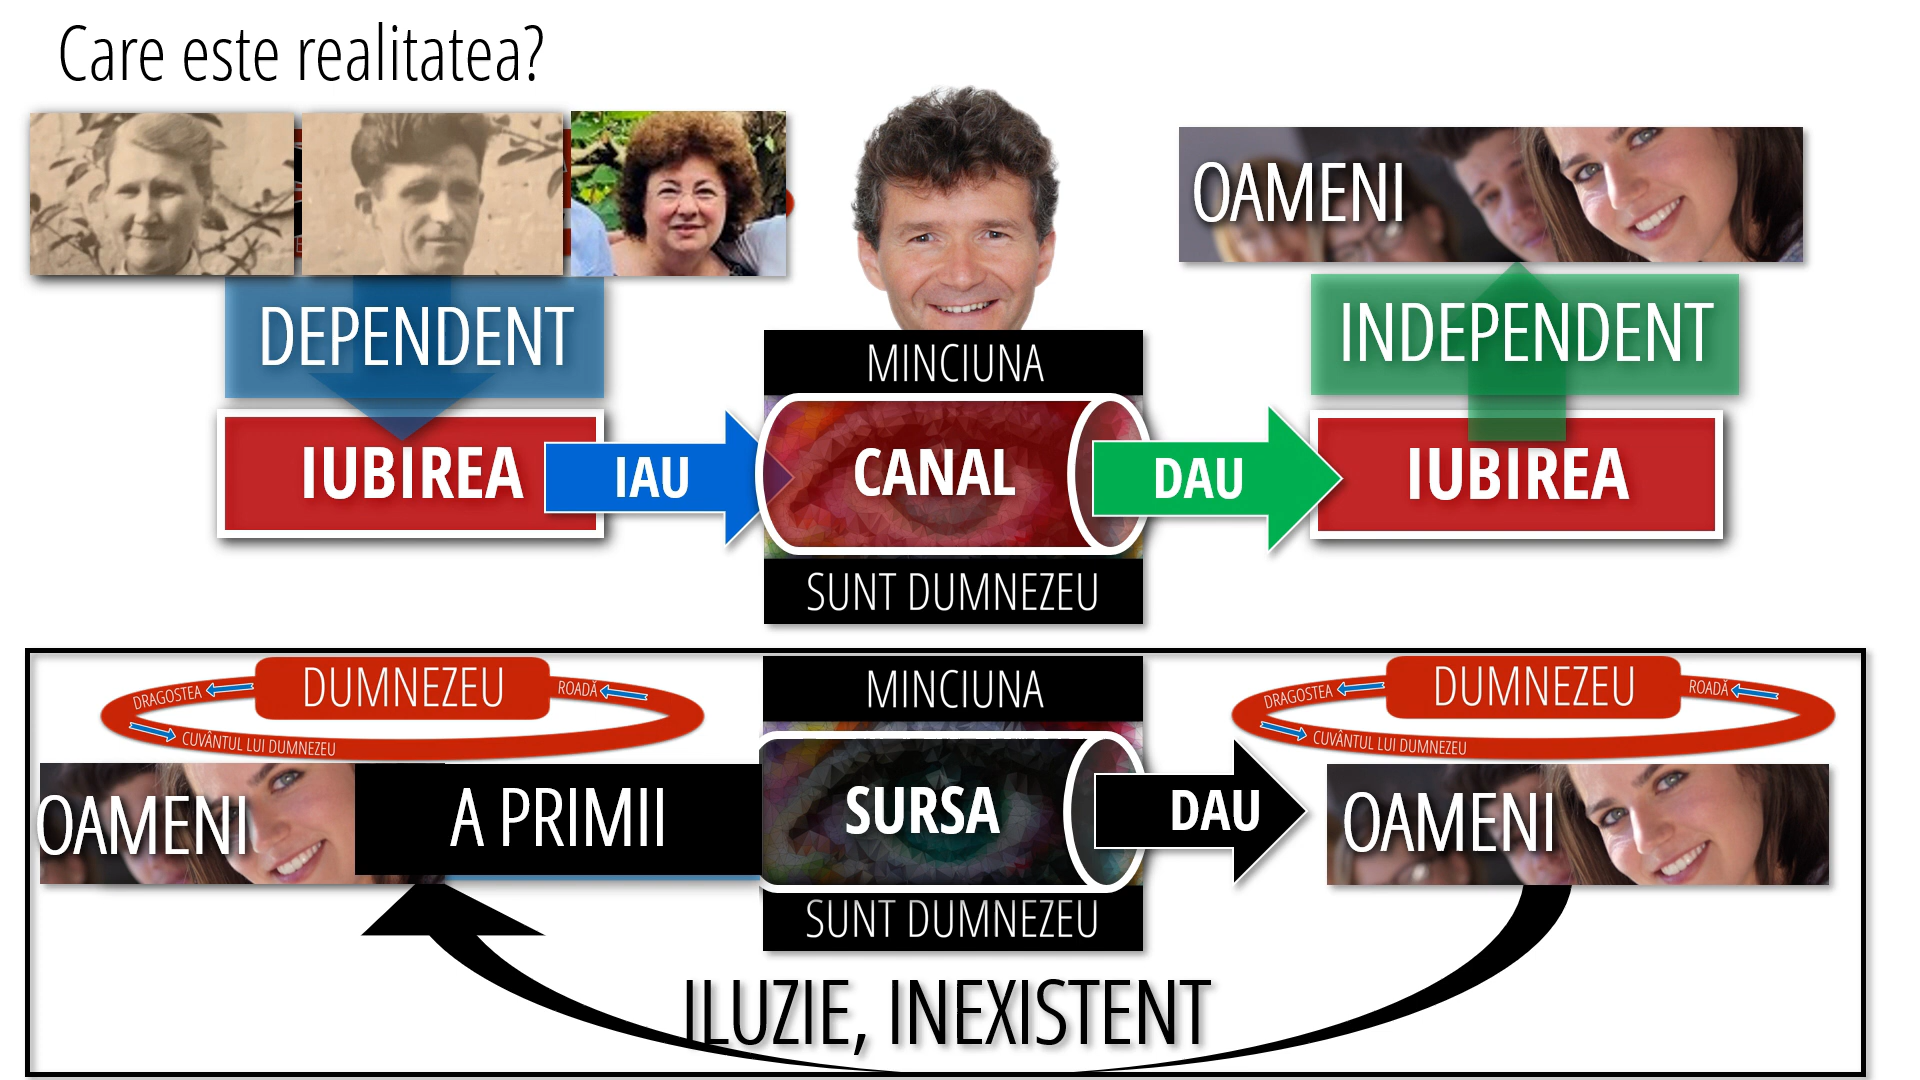 Care este realitatea?
OAMENI
DEPENDENT
INDEPENDENT
MINCIUNA
IUBIREA
IAU
CANAL
DAU
IUBIREA
SUNT DUMNEZEU
DUMNEZEU
DRAGOSTEA
ROADĂ
CUVÂNTUL LUI DUMNEZEU
MINCIUNA
DUMNEZEU
DRAGOSTEA
ROADĂ
CUVÂNTUL LUI DUMNEZEU
OAMENI
A PRIMII
SURSA
DAU
OAMENI
SUNT DUMNEZEU
ILUZIE, INEXISTENT